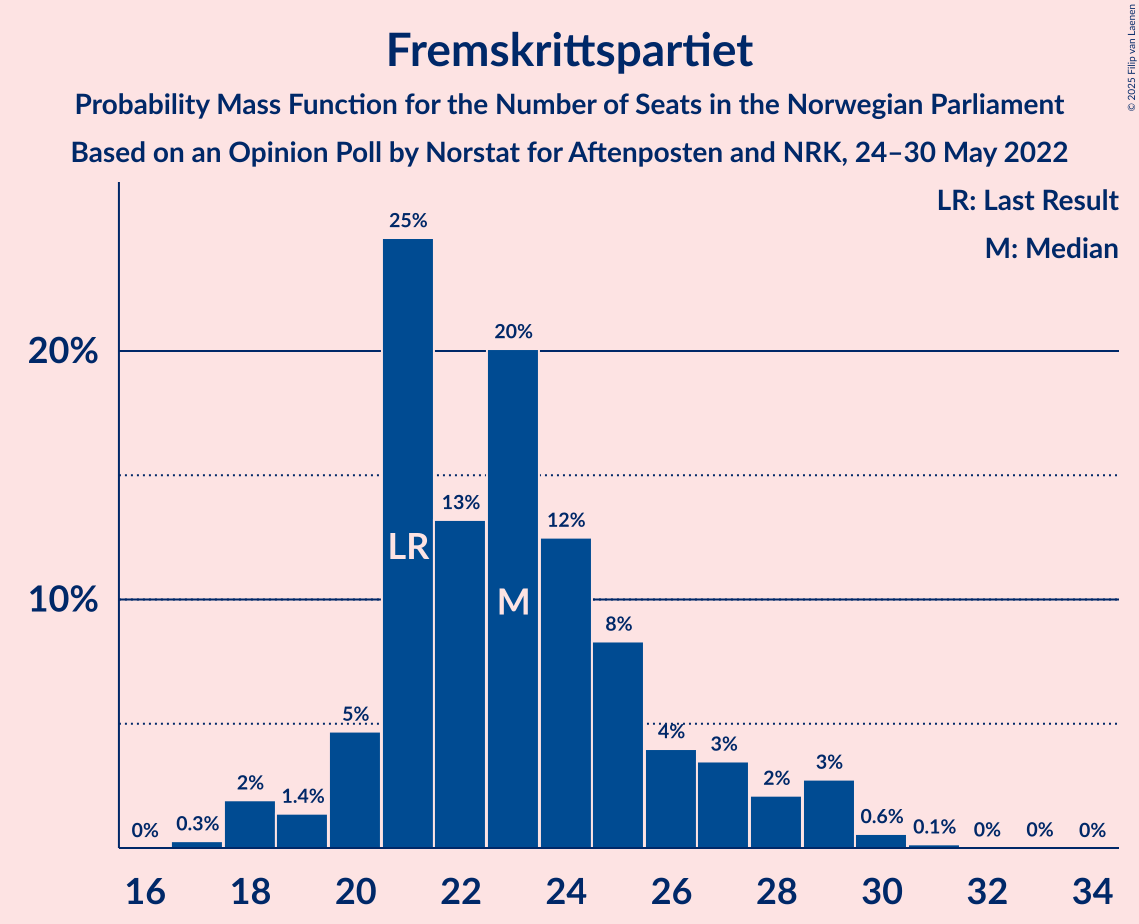 Fremskrittspartiet
Probability Mass Function for the Number of Seats in the Norwegian Parliament
Based on an Opinion Poll by Norstat for Aftenposten and NRK, 24–30 May 2022
© 2025 Filip van Laenen
LR: Last Result
M: Median
20%
10%
0%
0.3%
2%
1.4%
5%
25%
LR
13%
20%
M
12%
8%
4%
3%
2%
3%
0.6%
0.1%
0%
0%
0%
16 18 20 22 24 26 28 30 32 34